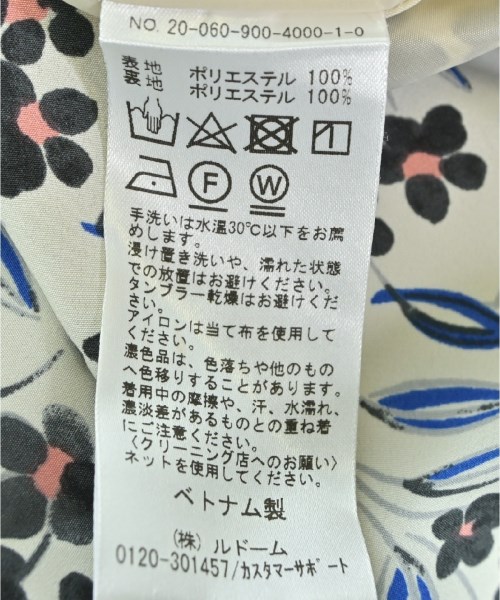 NO. 20-060-900-4000-1-0
表地 ポリエステル 100%
裏地 ポリエステル 100%
F
W
手洗いは水温30℃以下をお薦
めします。
浸け置き洗いや、濡れた状態
での放置はお避けください。
タンブラー乾燥はお避けくだ
さい。
アイロンは当て布を使用して
ください。
濃色品は、色落ちや他のもの
へ色移りすることがあります。
着用中の摩擦や、汗、水濡れ、
濃淡差があるものとの重ね着
にご注意ください。
〈クリーニング店へのお願い〉
ネットを使用してください。
ベトナム製
(株) ルドーム
0120-301457/ｶｽﾀﾏｰｻﾎﾟｰﾄ